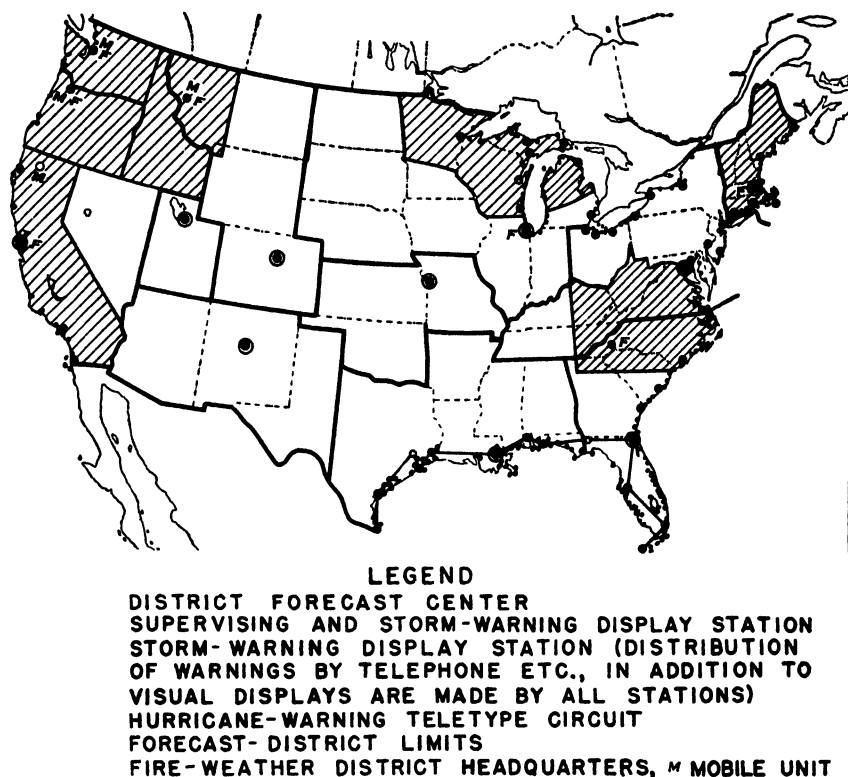 M
F
M
F
M
F
M
F
F
F
F
LEGEND
DISTRICT FORECAST CENTER
SUPERVISING AND STORM-WARNING DISPLAY STATION
STORM-WARNING DISPLAY STATION (DISTRIBUTION
OF WARNINGS BY TELEPHONE ETC., IN ADDITION TO
VISUAL DISPLAYS ARE MADE BY ALL STATIONS)
HURRICANE-WARNING TELETYPE CIRCUIT
FORECAST-DISTRICT LIMITS
FIRE-WEATHER DISTRICT HEADQUARTERS, M MOBILE UNIT